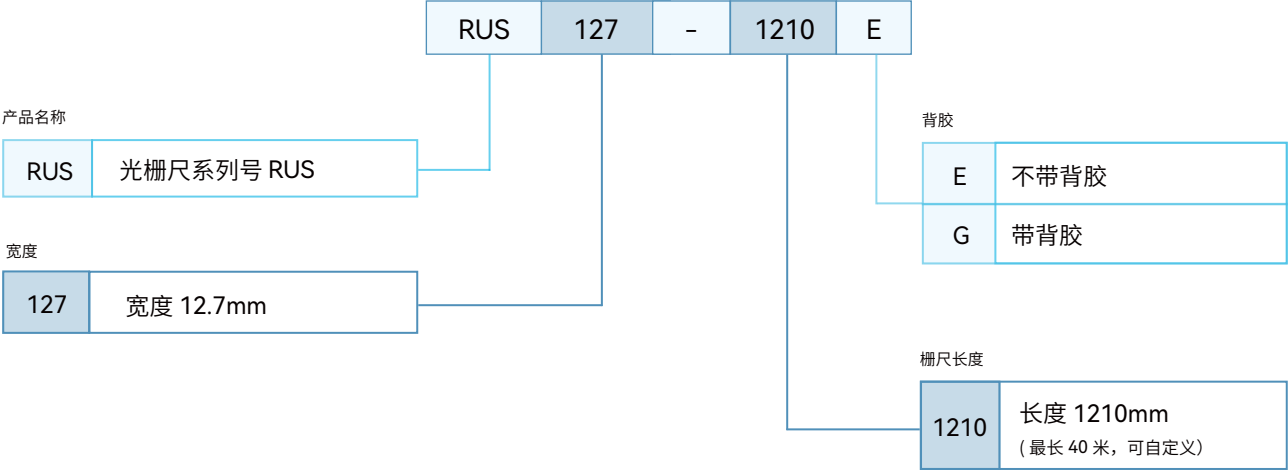 RUS 127 - 1210 E
产品名称
RUS 光栅尺系列号 RUS
宽度
127 宽度 12.7mm
背胶
E 不带背胶
G 带背胶
栅尺长度
1210 长度 1210mm
( 最长 40 米，可自定义）